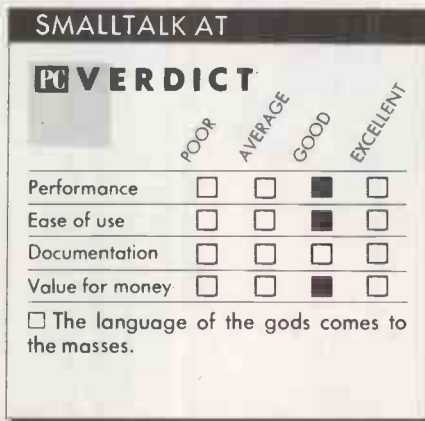 SMALLTALK AT
PC VERDICT
POOR AVERAGE GOOD EXCELLENT
Performance
Ease of use
Documentation
Value for money
The language of the gods comes to
the masses.